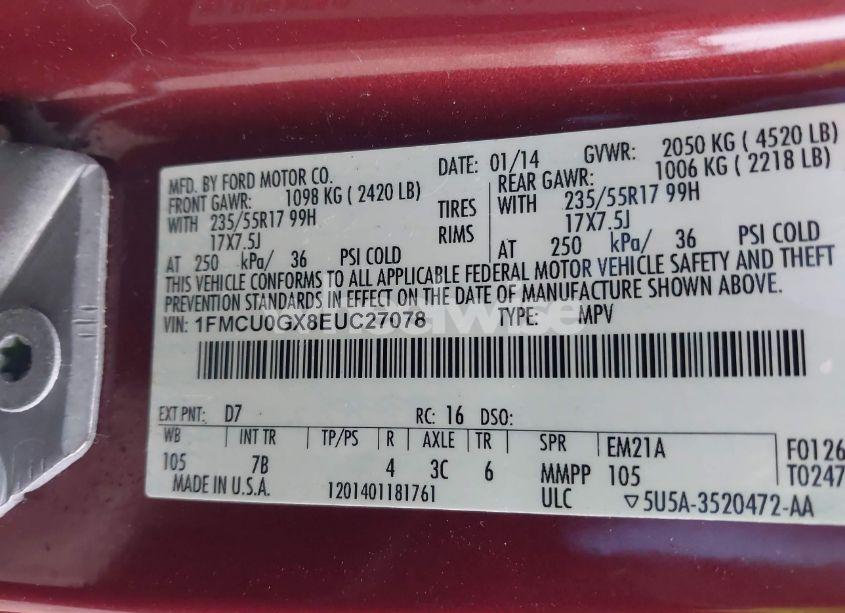 MFD. BY FORD MOTOR CO. DATE: 01/14 GVWR: 2050 KG ( 4520 LB)
FRONT GAWR: 1098 KG ( 2420 LB) REAR GAWR: 1006 KG ( 2218 LB)
WITH 235/55R17 99H TIRES WITH 235/55R17 99H
17X7.5J RIMS 17X7.5J
AT 250 kPa/ 36 PSI COLD AT 250 kPa/ 36 PSI COLD
THIS VEHICLE CONFORMS TO ALL APPLICABLE FEDERAL MOTOR VEHICLE SAFETY AND THEFT
PREVENTION STANDARDS IN EFFECT ON THE DATE OF MANUFACTURE SHOWN ABOVE.
VIN: 1FMCU0GX8EUC27078 TYPE: MPV
EXT PNT: D7 RC: 16 DSO:
WB INT TR TP/PS R AXLE TR SPR EM21A F0126
105 7B 4 3C 6 MMPP 105 T0247
MADE IN U.S.A. 1201401181761 ULC ▽5U5A-3520472-AA